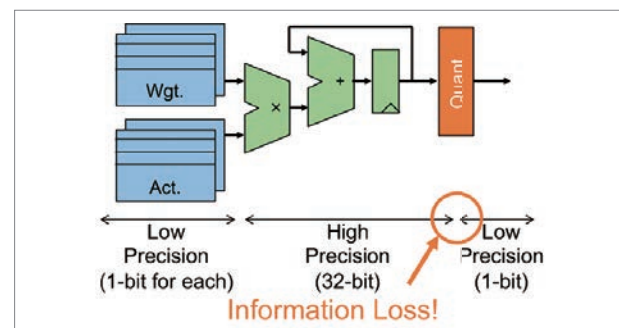 Wgt.
×
+
Quant
Act.
Low
Precision
(1-bit for each)
High
Precision
(32-bit)
Low
Precision
(1-bit)
Information Loss!